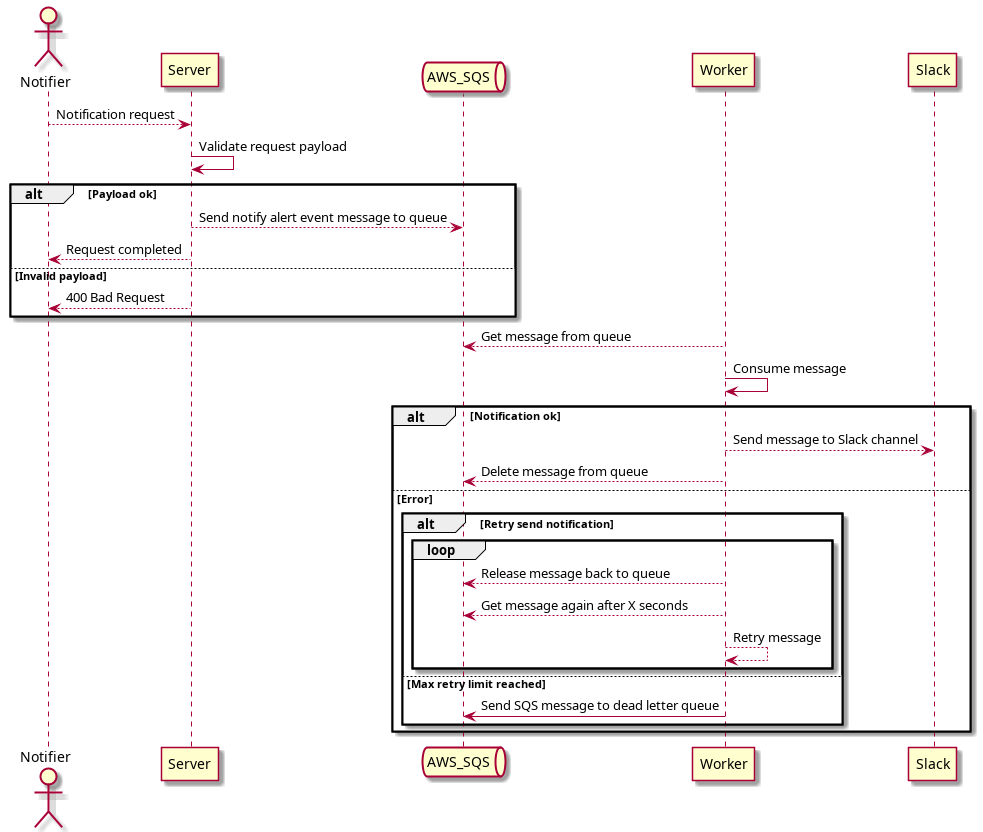 Notifier
Server
AWS_SQS
Worker
Slack
Notification request
Validate request payload
alt [Payload ok]
Send notify alert event message to queue
Request completed
[Invalid payload]
400 Bad Request
Get message from queue
Consume message
alt [Notification ok]
Send message to Slack channel
Delete message from queue
[Error]
alt [Retry send notification]
loop
Release message back to queue
Get message again after X seconds
Retry message
[Max retry limit reached]
Send SQS message to dead letter queue
Notifier
Server
AWS_SQS
Worker
Slack